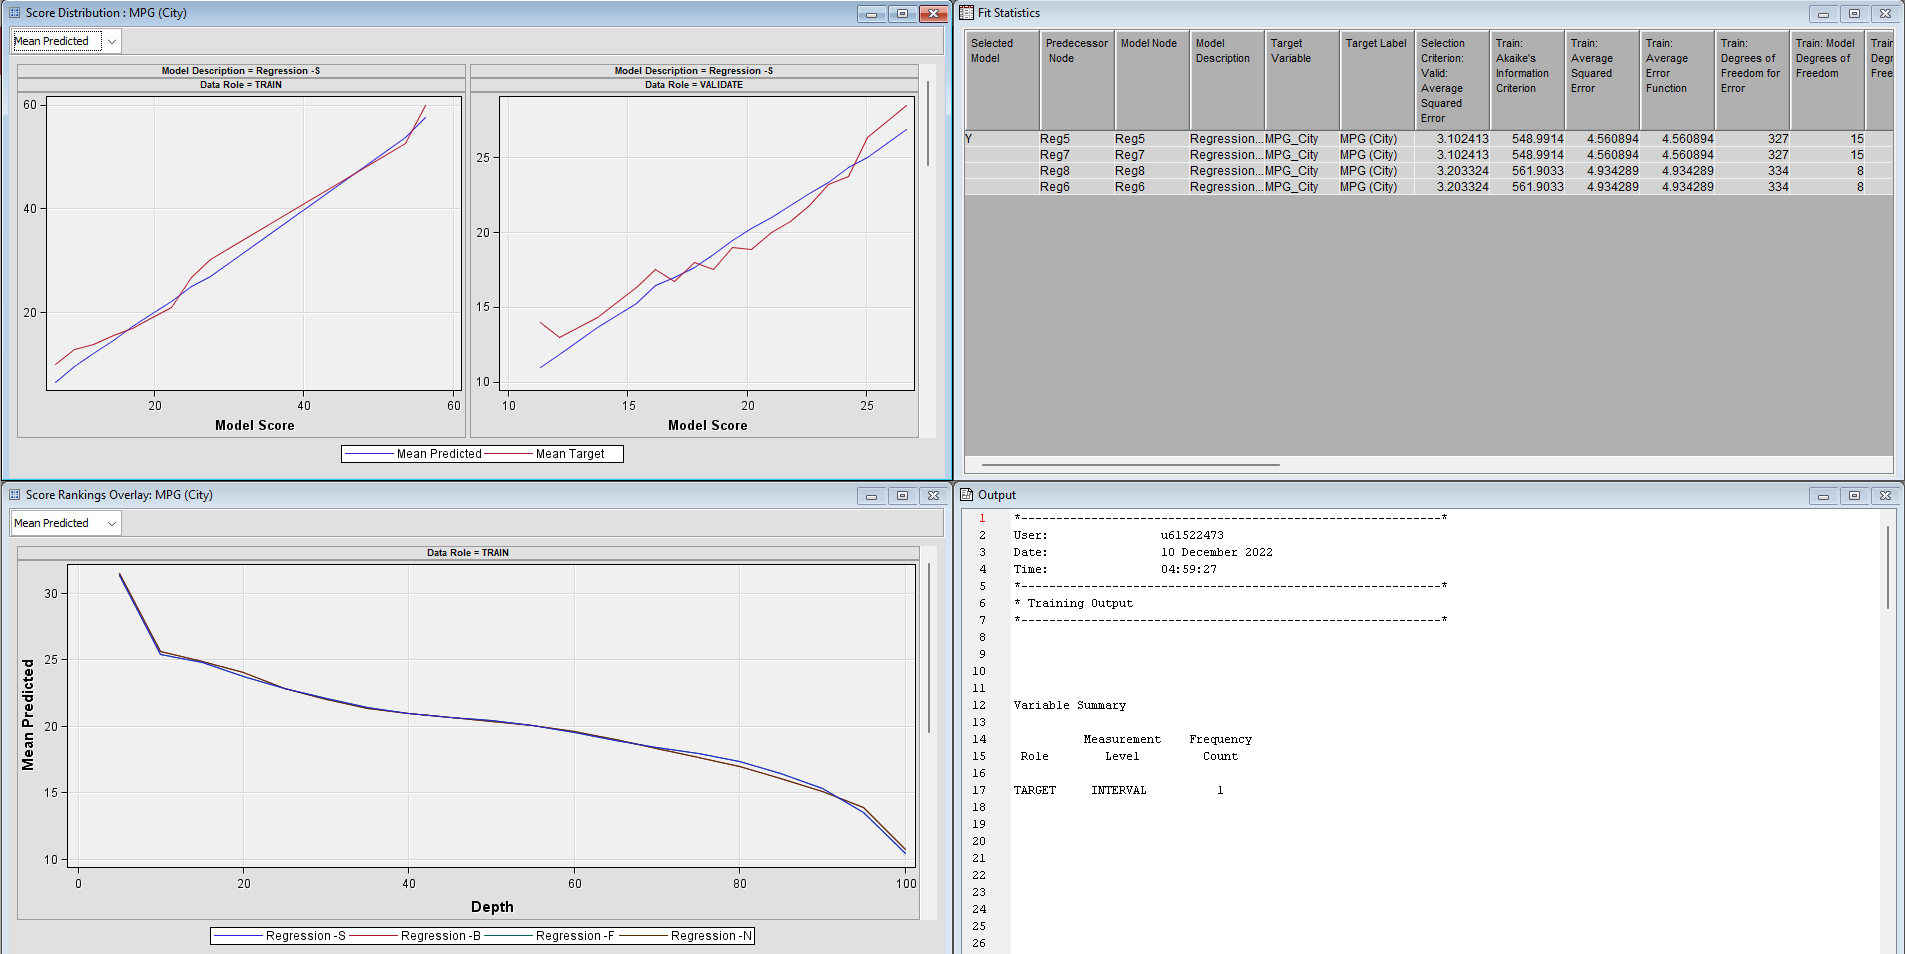 Score Distribution : MPG (City)
Mean Predicted
Model Description = Regression -S
Data Role = TRAIN
60
40
20
20
40
60
Model Score
Model Description = Regression -S
Data Role = VALIDATE
25
20
15
10
10
15
20
25
Model Score
Mean Predicted
Mean Target
Fit Statistics
Selected Model
Predecessor Node
Model Node
Model Description
Target Variable
Target Label
Selection Criterion: Valid: Average Squared Error
Train: Akaike's Information Criterion
Train: Average Squared Error
Train: Average Error Function
Train: Degrees of Freedom for Error
Train: Model Degrees of Freedom
Train Degr Free
Y Reg5 Reg5 Regression... MPG_City MPG (City) 3.102413 548.9914 4.560894 4.560894 327 15
Reg7 Reg7 Regression... MPG_City MPG (City) 3.102413 548.9914 4.560894 4.560894 327 15
Reg8 Reg8 Regression... MPG_City MPG (City) 3.203324 561.9033 4.934289 4.934289 334 8
Reg6 Reg6 Regression... MPG_City MPG (City) 3.203324 561.9033 4.934289 4.934289 334 8
Score Rankings Overlay: MPG (City)
Mean Predicted
Data Role = TRAIN
Mean Predicted
30
25
20
15
10
0
20
40
60
80
100
Depth
Regression -S
Regression -B
Regression -F
Regression -N
Output
1 *------------------------------------------------------------*
2 User: u61522473
3 Date: 10 December 2022
4 Time: 04:59:27
5 *------------------------------------------------------------*
6 * Training Output
7 *------------------------------------------------------------*
8
9
10
11
12 Variable Summary
13
14 Measurement Frequency
15 Role Level Count
16
17 TARGET INTERVAL 1
18
19
20
21
22
23
24
25
26